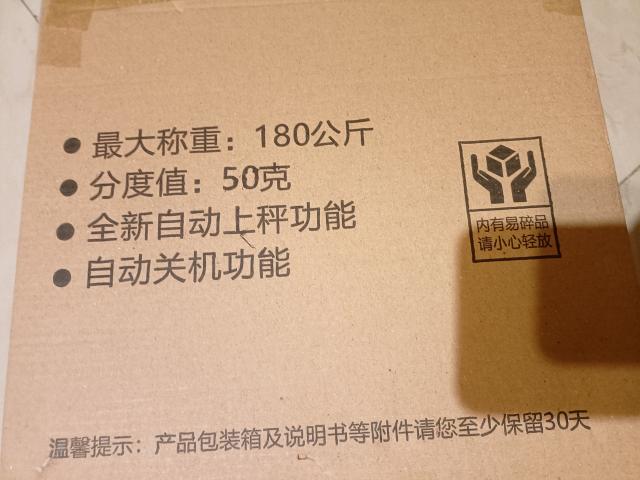 ● 最大称重：180公斤
● 分度值：50克
● 全新自动上秤功能
● 自动关机功能
内有易碎品
请小心轻放
温馨提示：产品包装箱及说明书等附件请您至少保留30天